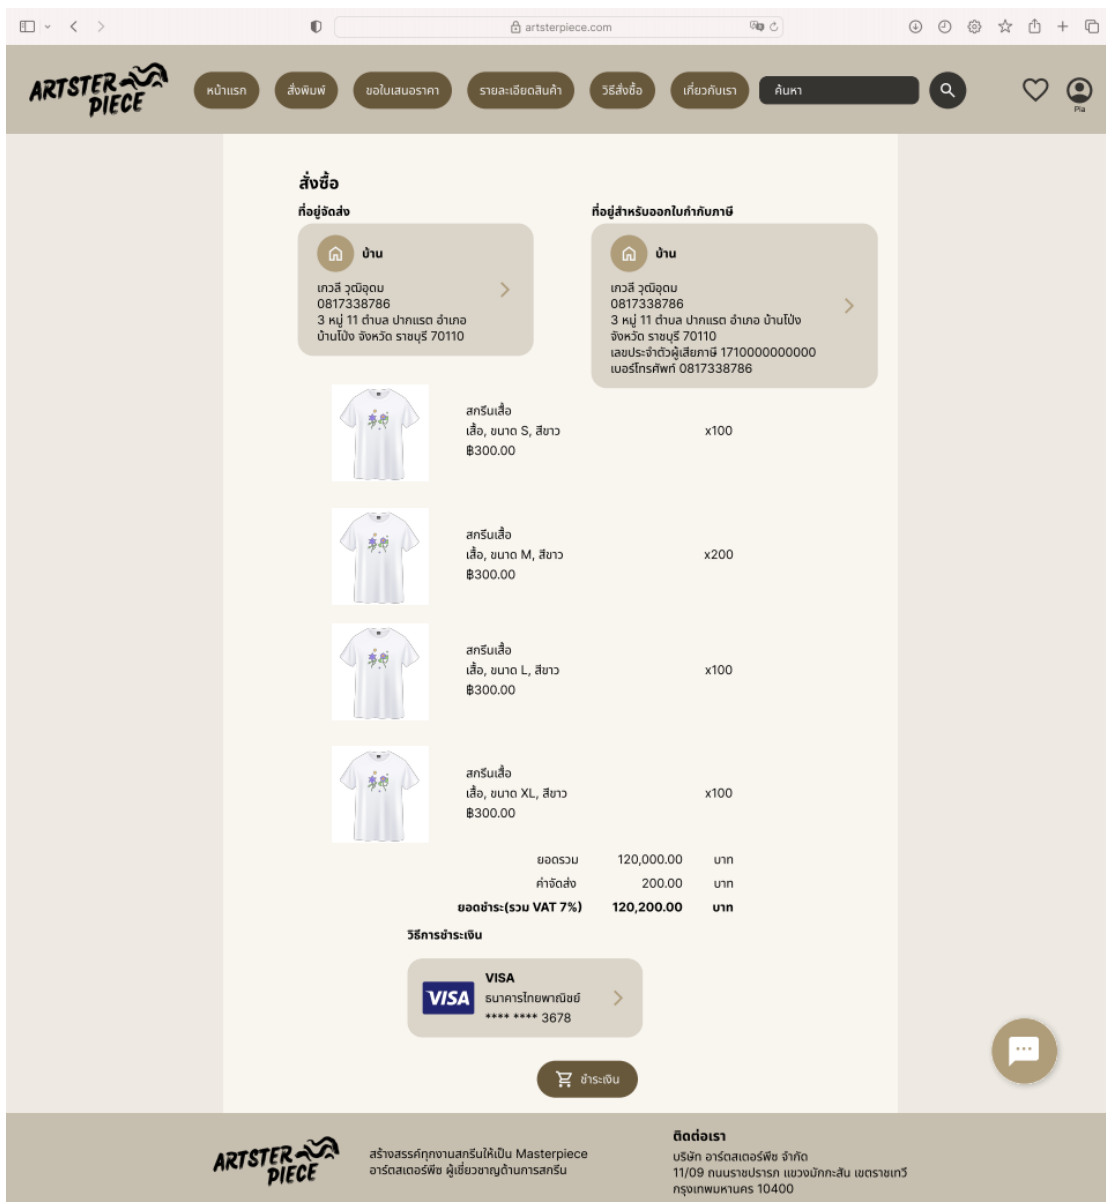 artsterpiece.com
ARTSTER
PIECE
หน้าแรก
สั่งพิมพ์
ขอใบเสนอราคา
รายละเอียดสินค้า
วิธีสั่งซื้อ
เกี่ยวกับเรา
ค้นหา
Pla
สั่งซื้อ
ที่อยู่จัดส่ง
บ้าน
เกวลี วุฒิอุดม
0817338786
3 หมู่ 11 ตำบล ปากแรต อำเภอ
บ้านโป่ง จังหวัด ราชบุรี 70110
ที่อยู่สำหรับออกใบกำกับภาษี
บ้าน
เกวลี วุฒิอุดม
0817338786
3 หมู่ 11 ตำบล ปากแรต อำเภอ บ้านโป่ง
จังหวัด ราชบุรี 70110
เลขประจำตัวผู้เสียภาษี 1710000000000
เบอร์โทรศัพท์ 0817338786
สกรีนเสื้อ
เสื้อ, ขนาด S, สีขาว x100
฿300.00
สกรีนเสื้อ
เสื้อ, ขนาด M, สีขาว x200
฿300.00
สกรีนเสื้อ
เสื้อ, ขนาด L, สีขาว x100
฿300.00
สกรีนเสื้อ
เสื้อ, ขนาด XL, สีขาว x100
฿300.00
ยอดรวม 120,000.00 บาท
ค่าจัดส่ง 200.00 บาท
ยอดชำระ(รวม VAT 7%) 120,200.00 บาท
วิธีการชำระเงิน
VISA
VISA
ธนาคารไทยพาณิชย์
**** **** 3678
ชำระเงิน
ARTSTER
PIECE
สร้างสรรค์ทุกงานสกรีนให้เป็น Masterpiece
อาร์ตสเตอร์พีซ ผู้เชี่ยวชาญด้านการสกรีน
ติดต่อเรา
บริษัท อาร์ตสเตอร์พีซ จำกัด
11/09 ถนนราชปรารภ แขวงมักกะสัน เขตราชเทวี
กรุงเทพมหานคร 10400